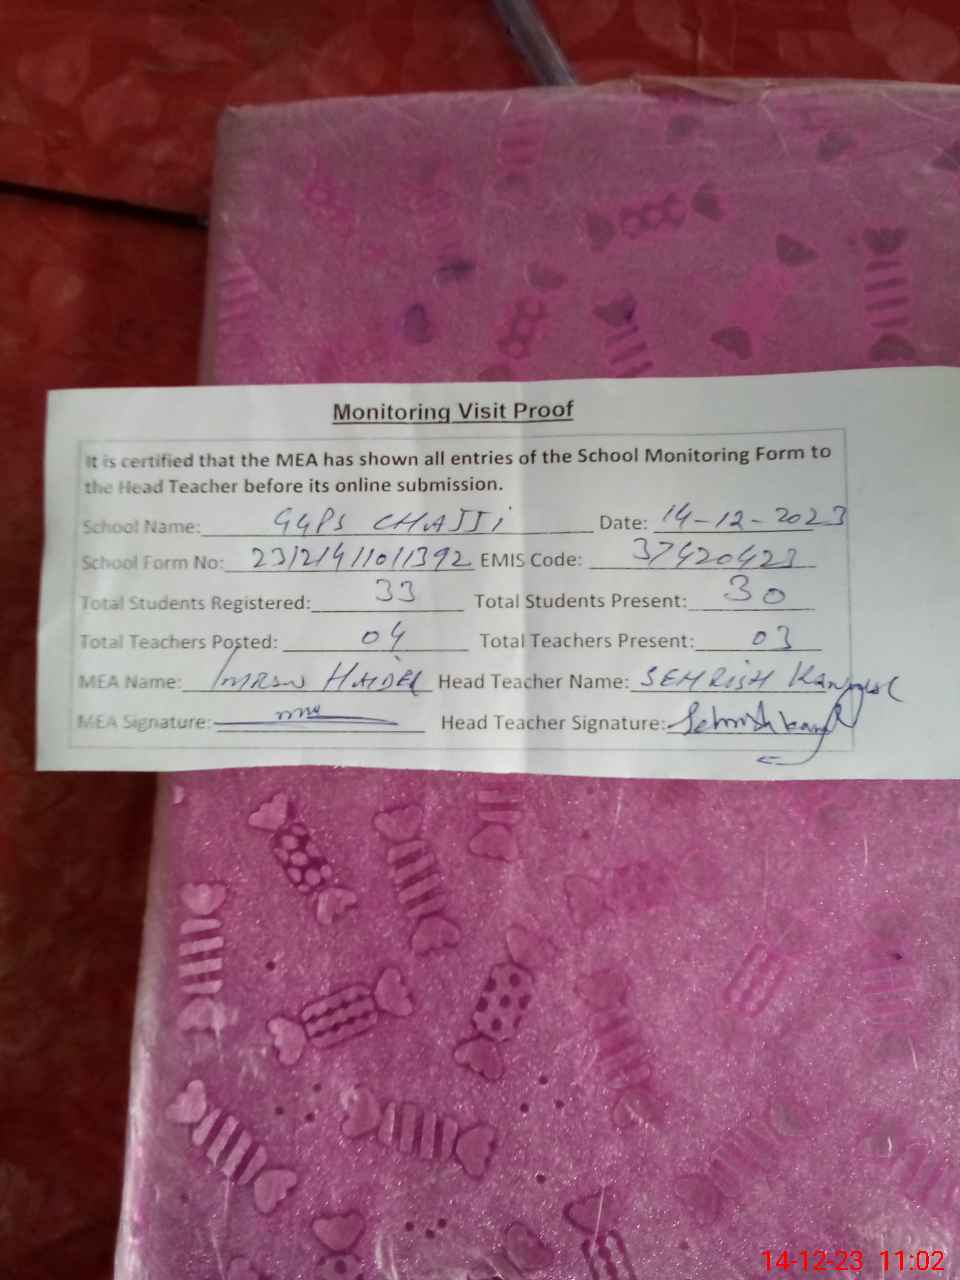 Monitoring Visit Proof
It is certified that the MEA has shown all entries of the School Monitoring Form to
the Head Teacher before its online submission.
School Name: GGPS CHAJJi Date: 14-12-2023
School Form No: EMIS Code: 37420423
Total Students Registered: 33 Total Students Present: 30
Total Teachers Posted: 04 Total Teachers Present: 03
MEA Name: IMRAN HAIDER Head Teacher Name: SEHRISH
MEA Signature: Head Teacher Signature:
14-12-23 11:02